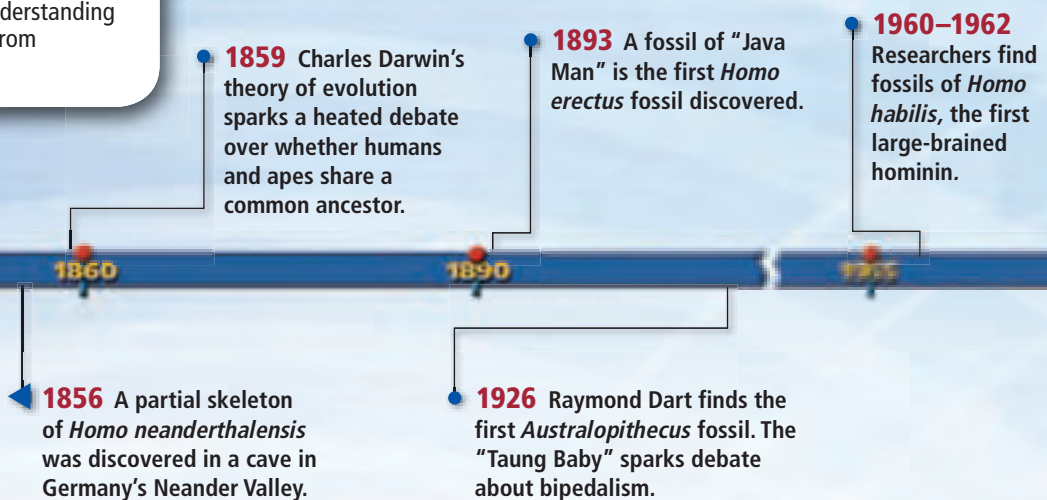 derstanding
rom
1859 Charles Darwin's
theory of evolution
sparks a heated debate
over whether humans
and apes share a
common ancestor.
1893 A fossil of "Java
Man" is the first Homo
erectus fossil discovered.
1960–1962
Researchers find
fossils of Homo
habilis, the first
large-brained
hominin.
1860
1890
1856 A partial skeleton
of Homo neanderthalensis
was discovered in a cave in
Germany's Neander Valley.
1926 Raymond Dart finds the
first Australopithecus fossil. The
"Taung Baby" sparks debate
about bipedalism.